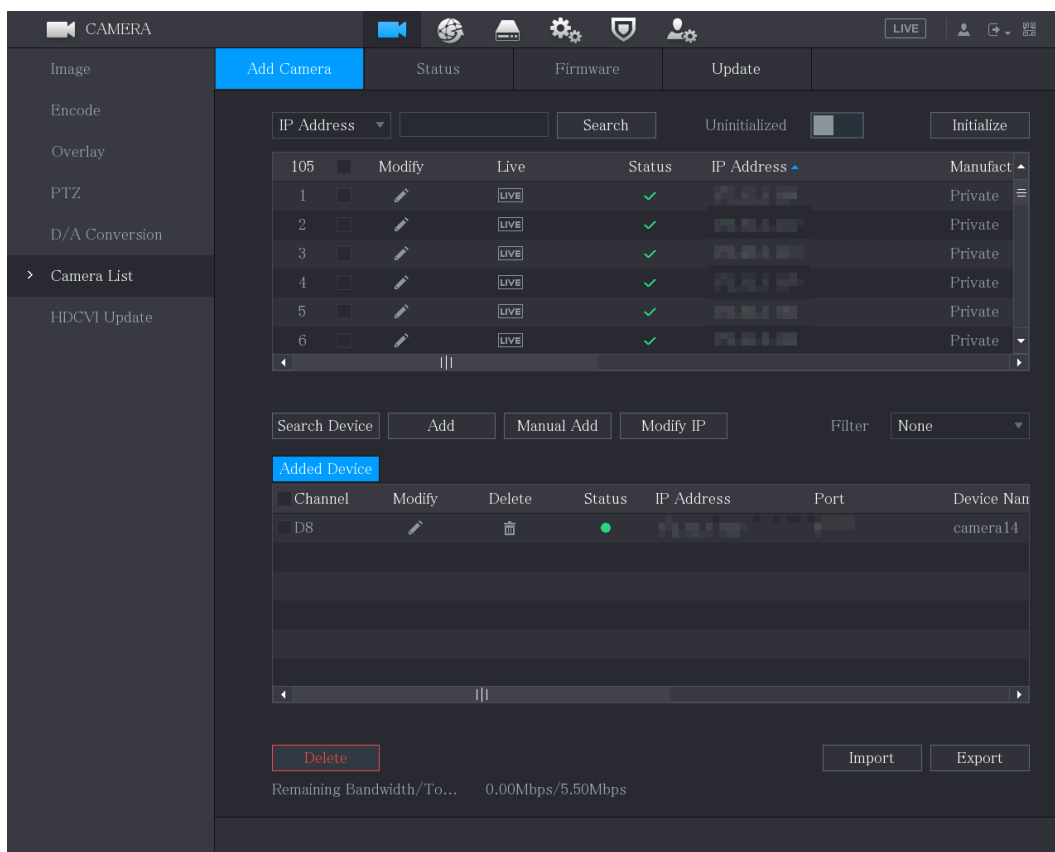 CAMERA LIVE
Image Add Camera Status Firmware Update
Encode
IP Address Search Uninitialized Initialize
Overlay
105 Modify Live Status IP Address Manufact
PTZ
1 LIVE Private
2 LIVE Private
D/A Conversion
3 LIVE Private
Camera List
4 LIVE Private
5 LIVE Private
HDCVI Update
6 LIVE Private
Search Device Add Manual Add Modify IP Filter None
Added Device
Channel Modify Delete Status IP Address Port Device Nam
D8 camera14
Delete Import Export
Remaining Bandwidth/To... 0.00Mbps/5.50Mbps